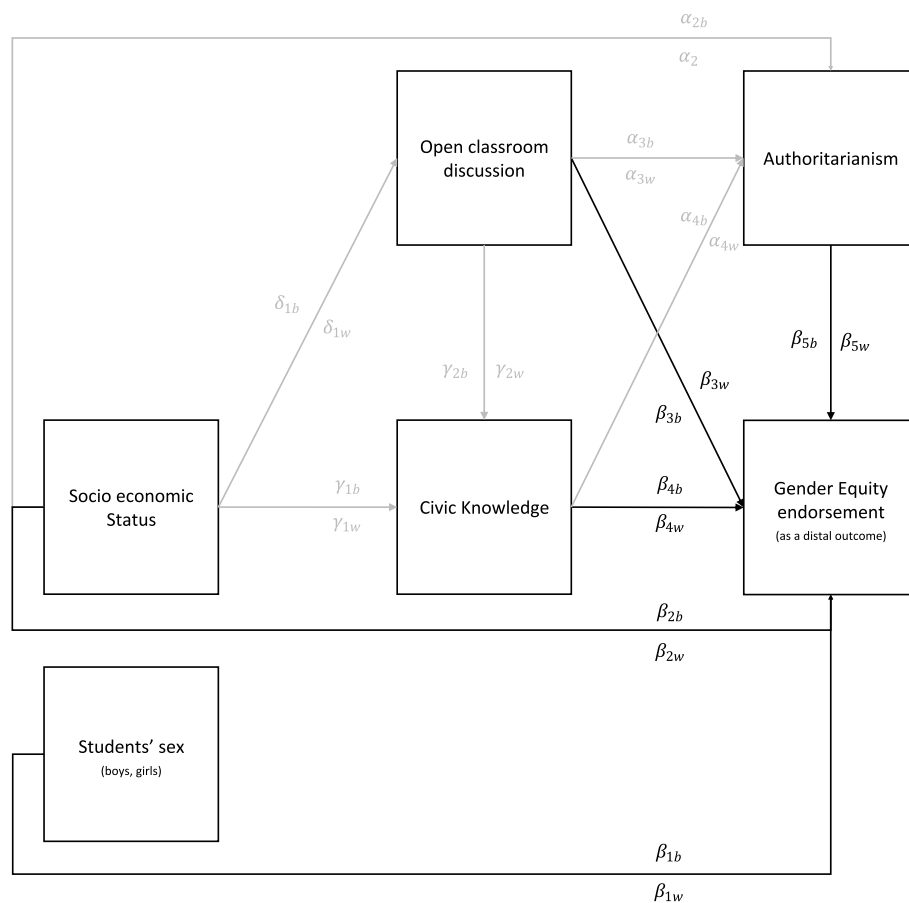 α2b
α2
Open classroom
discussion
α3b
α3w
Authoritarianism
α4b
α4w
δ1b
δ1w
γ2b
γ2w
β5b
β5w
β3w
β3b
Socio economic
Status
γ1b
γ1w
Civic Knowledge
β4b
β4w
Gender Equity
endorsement
(as a distal outcome)
β2b
β2w
Students’ sex
(boys, girls)
β1b
β1w